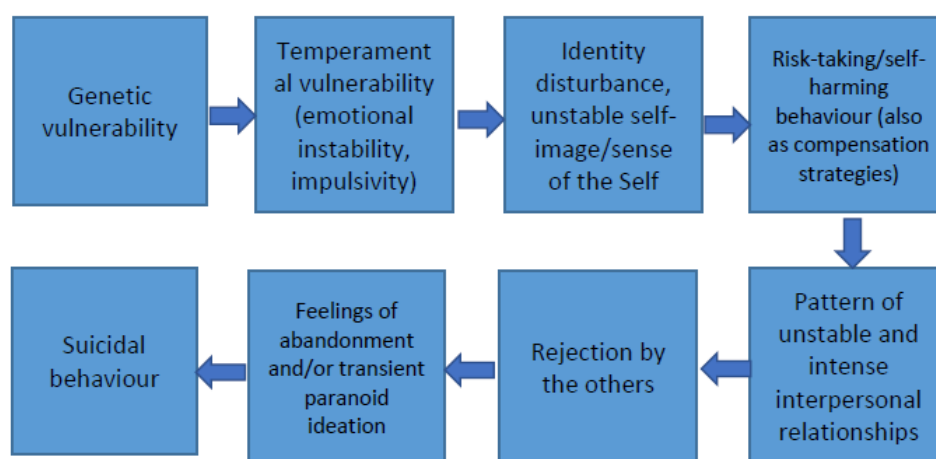 Genetic
vulnerability
Temperament
al vulnerability
(emotional
instability,
impulsivity)
Identity
disturbance,
unstable self-
image/sense
of the Self
Risk-taking/self-
harming
behaviour (also
as compensation
strategies)
Pattern of
unstable and
intense
interpersonal
relationships
Rejection by
the others
Feelings of
abandonment
and/or transient
paranoid
ideation
Suicidal
behaviour